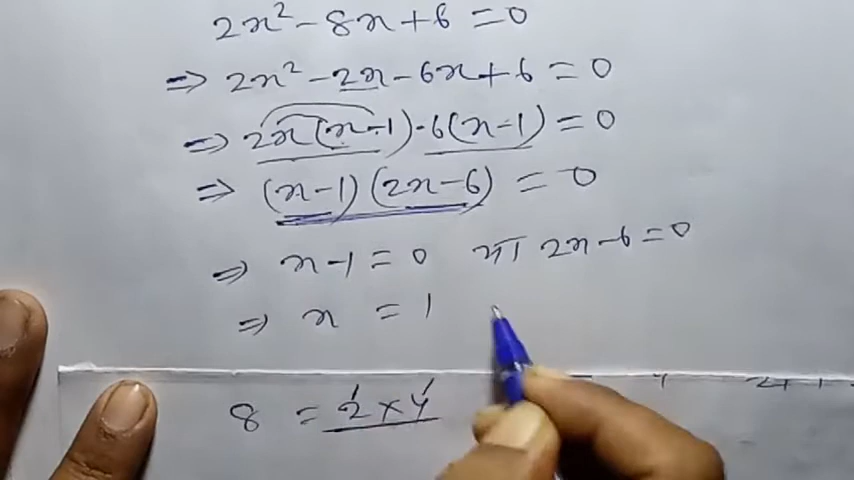 2x² - 8x + 6 = 0
⇒ 2x² - 2x - 6x + 6 = 0
⇒ 2x(x-1) - 6(x-1) = 0
⇒ (x-1)(2x-6) = 0
⇒ x-1 = 0 या 2x-6 = 0
⇒ x = 1
8 = 2×4